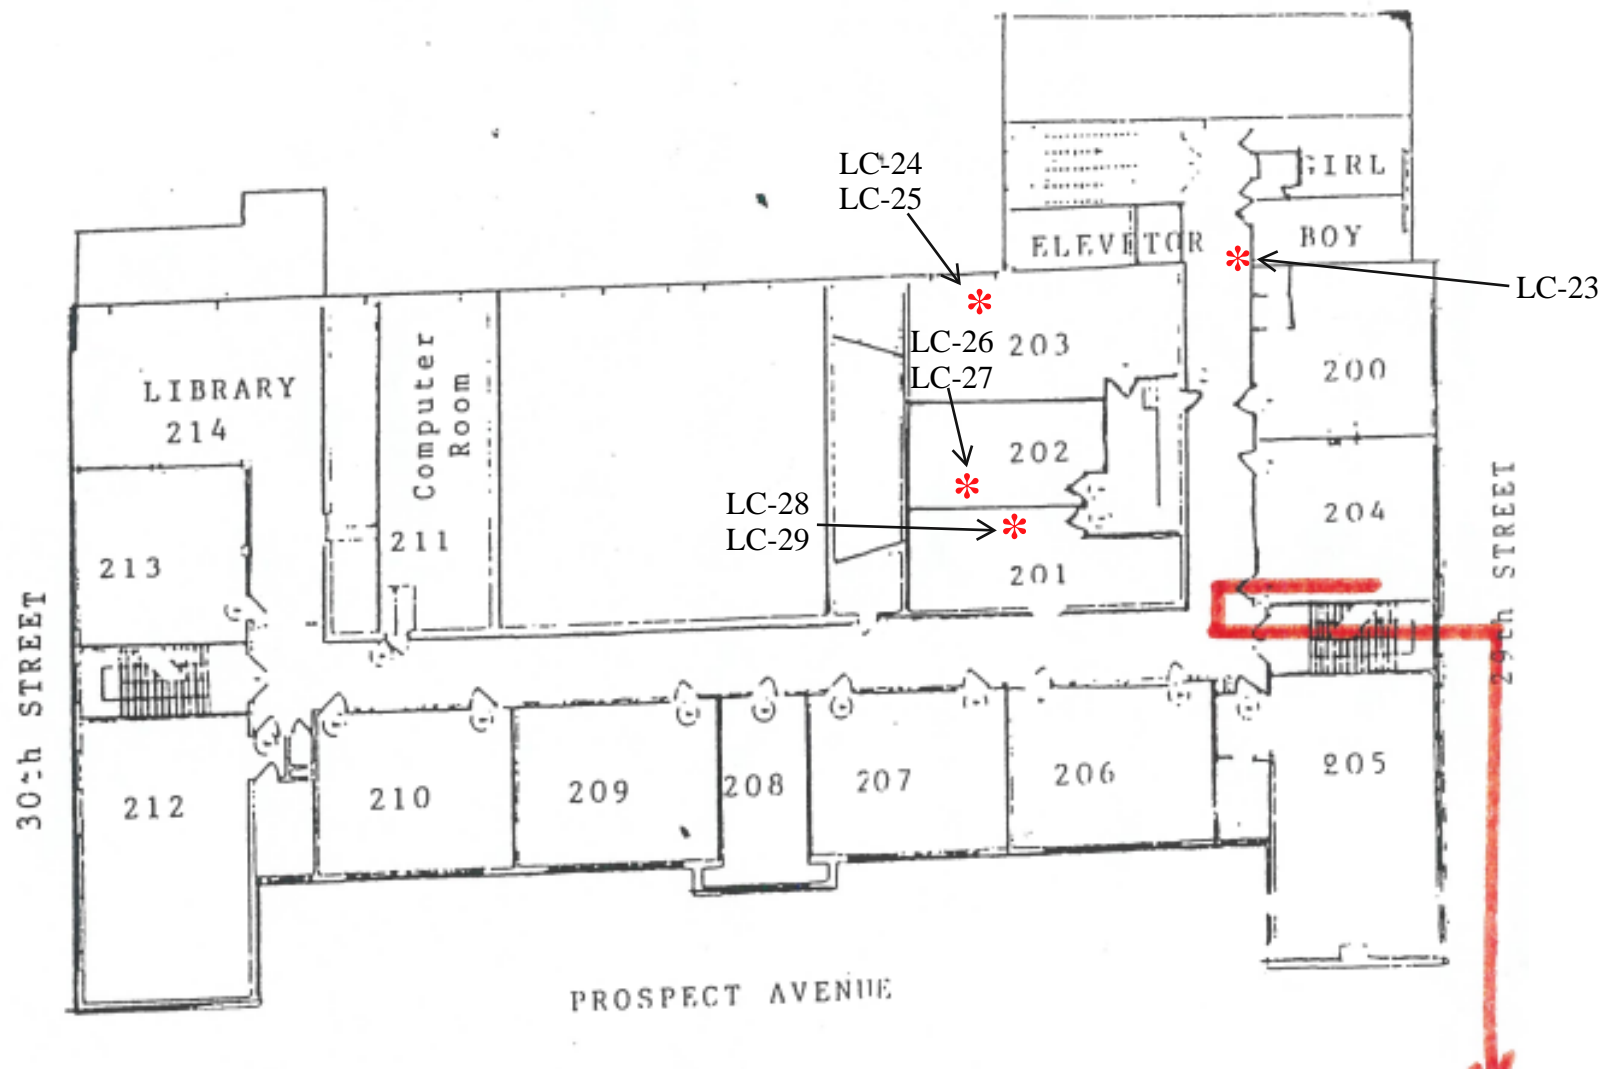 LC-24
LC-25
GIRL
ELEVETOR
BOY
LC-23
LC-26
203
LC-27
200
LIBRARY
214
Computer
Room
202
LC-28
LC-29
204
211
213
201
30th STREET
29th STREET
212
210
209
208
207
206
205
PROSPECT AVENUE